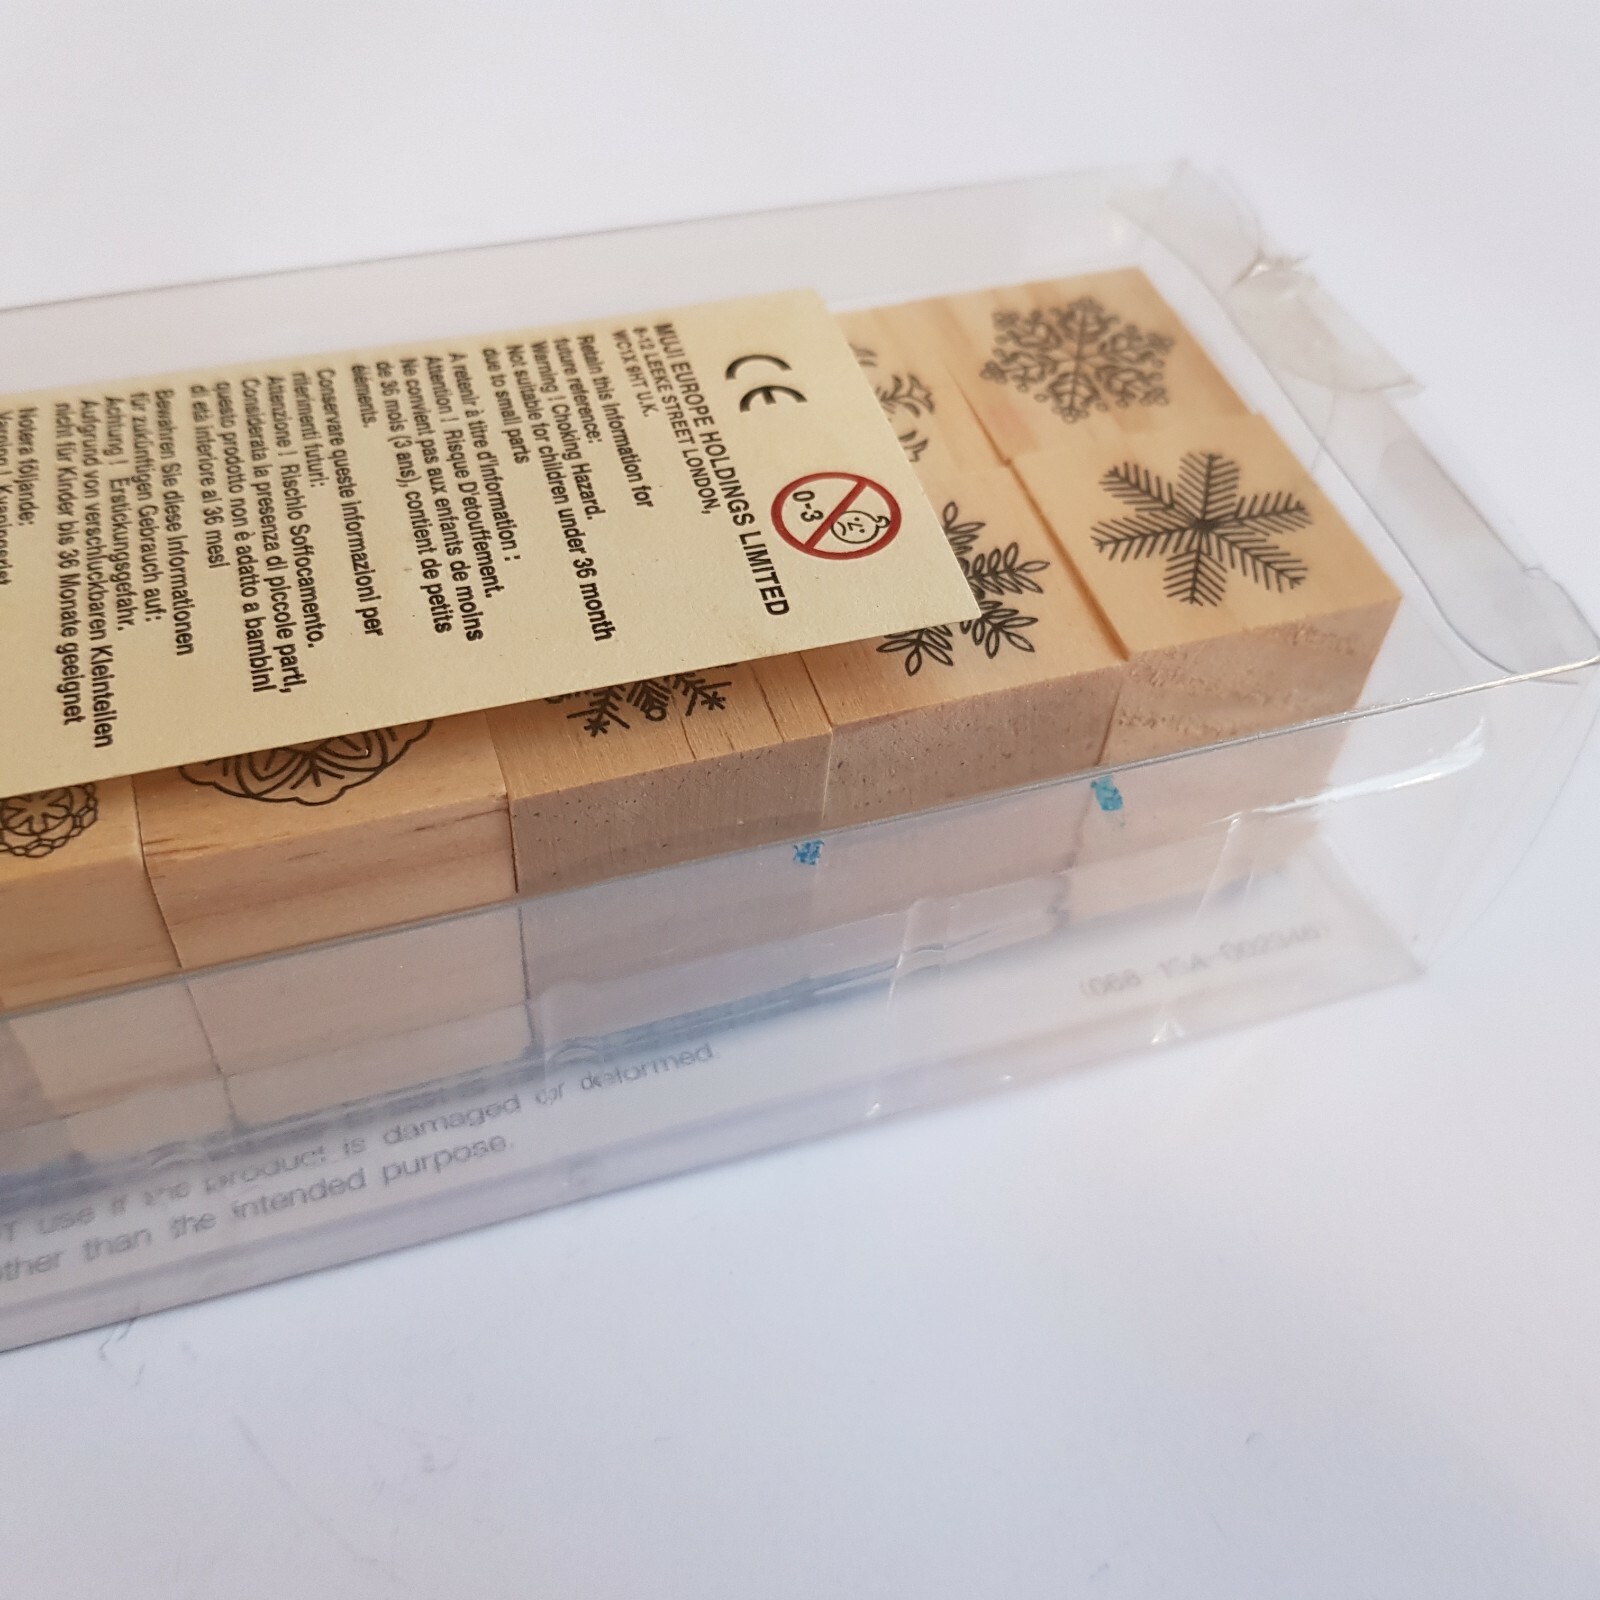 CE
0-3
MUJI EUROPE HOLDINGS LIMITED
8-12 LEEKE STREET LONDON,
WC1X 9HT U.K.
Retain this information for
future reference:
Warning ! Choking Hazard.
Not suitable for children under 36 month
due to small parts
A retenir à titre d'information :
Attention ! Risque D'etouffement.
Ne convient pas aux enfants de moins
de 36 mois (3 ans), contient de petits
éléments.
Conservare queste informazioni per
riferimenti futuri:
Attenzione ! Rischio Soffocamento.
Considerata la presenza di piccole parti,
questo prodotto non è adatto a bambini
di età inferiore ai 36 mesi
Bewahren Sie diese Informationen
für zukünftigen Gebrauch auf:
Achtung ! Erstickungsgefahr.
Aufgrund von verschluckbaren Kleinteilen
nicht für Kinder bis 36 Monate geeignet
Notera följande:
use if the product is damaged or deformed.
than the intended purpose.